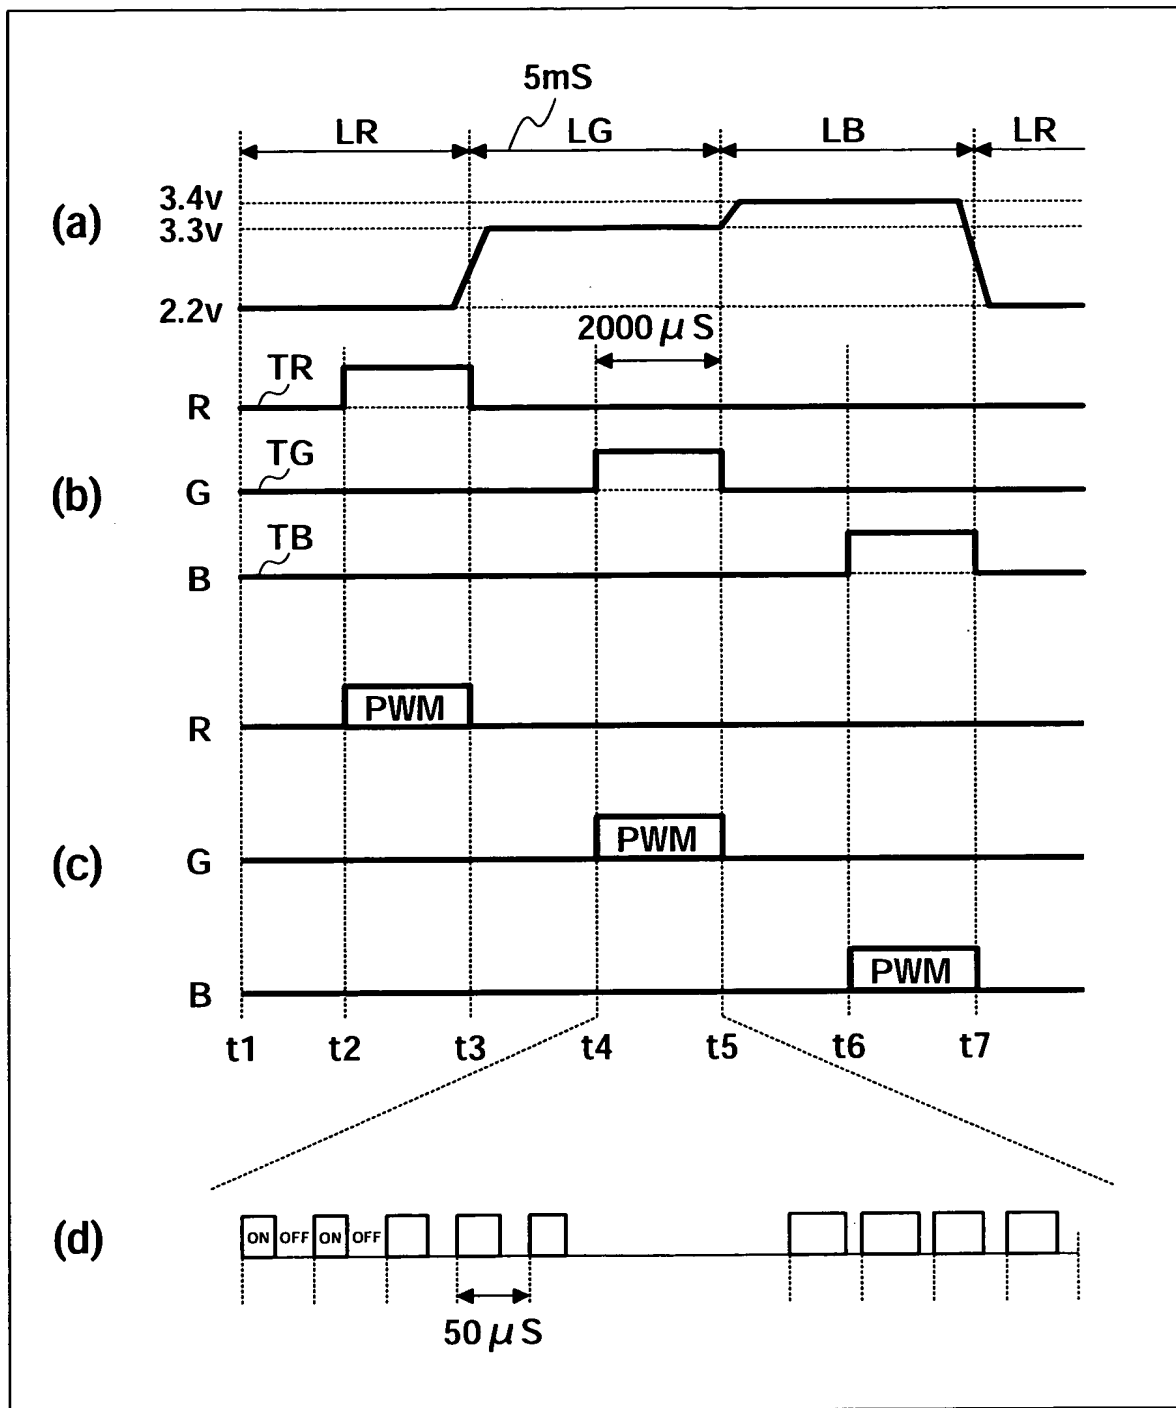 5mS
LR LG LB LR
3.4v
(a)
3.3v
2.2v
2000 μS
TR
R
TG
(b) G
TB
B
PWM
R
PWM
(c) G
PWM
B
t1 t2 t3 t4 t5 t6 t7
(d) ON OFF ON OFF
50 μS